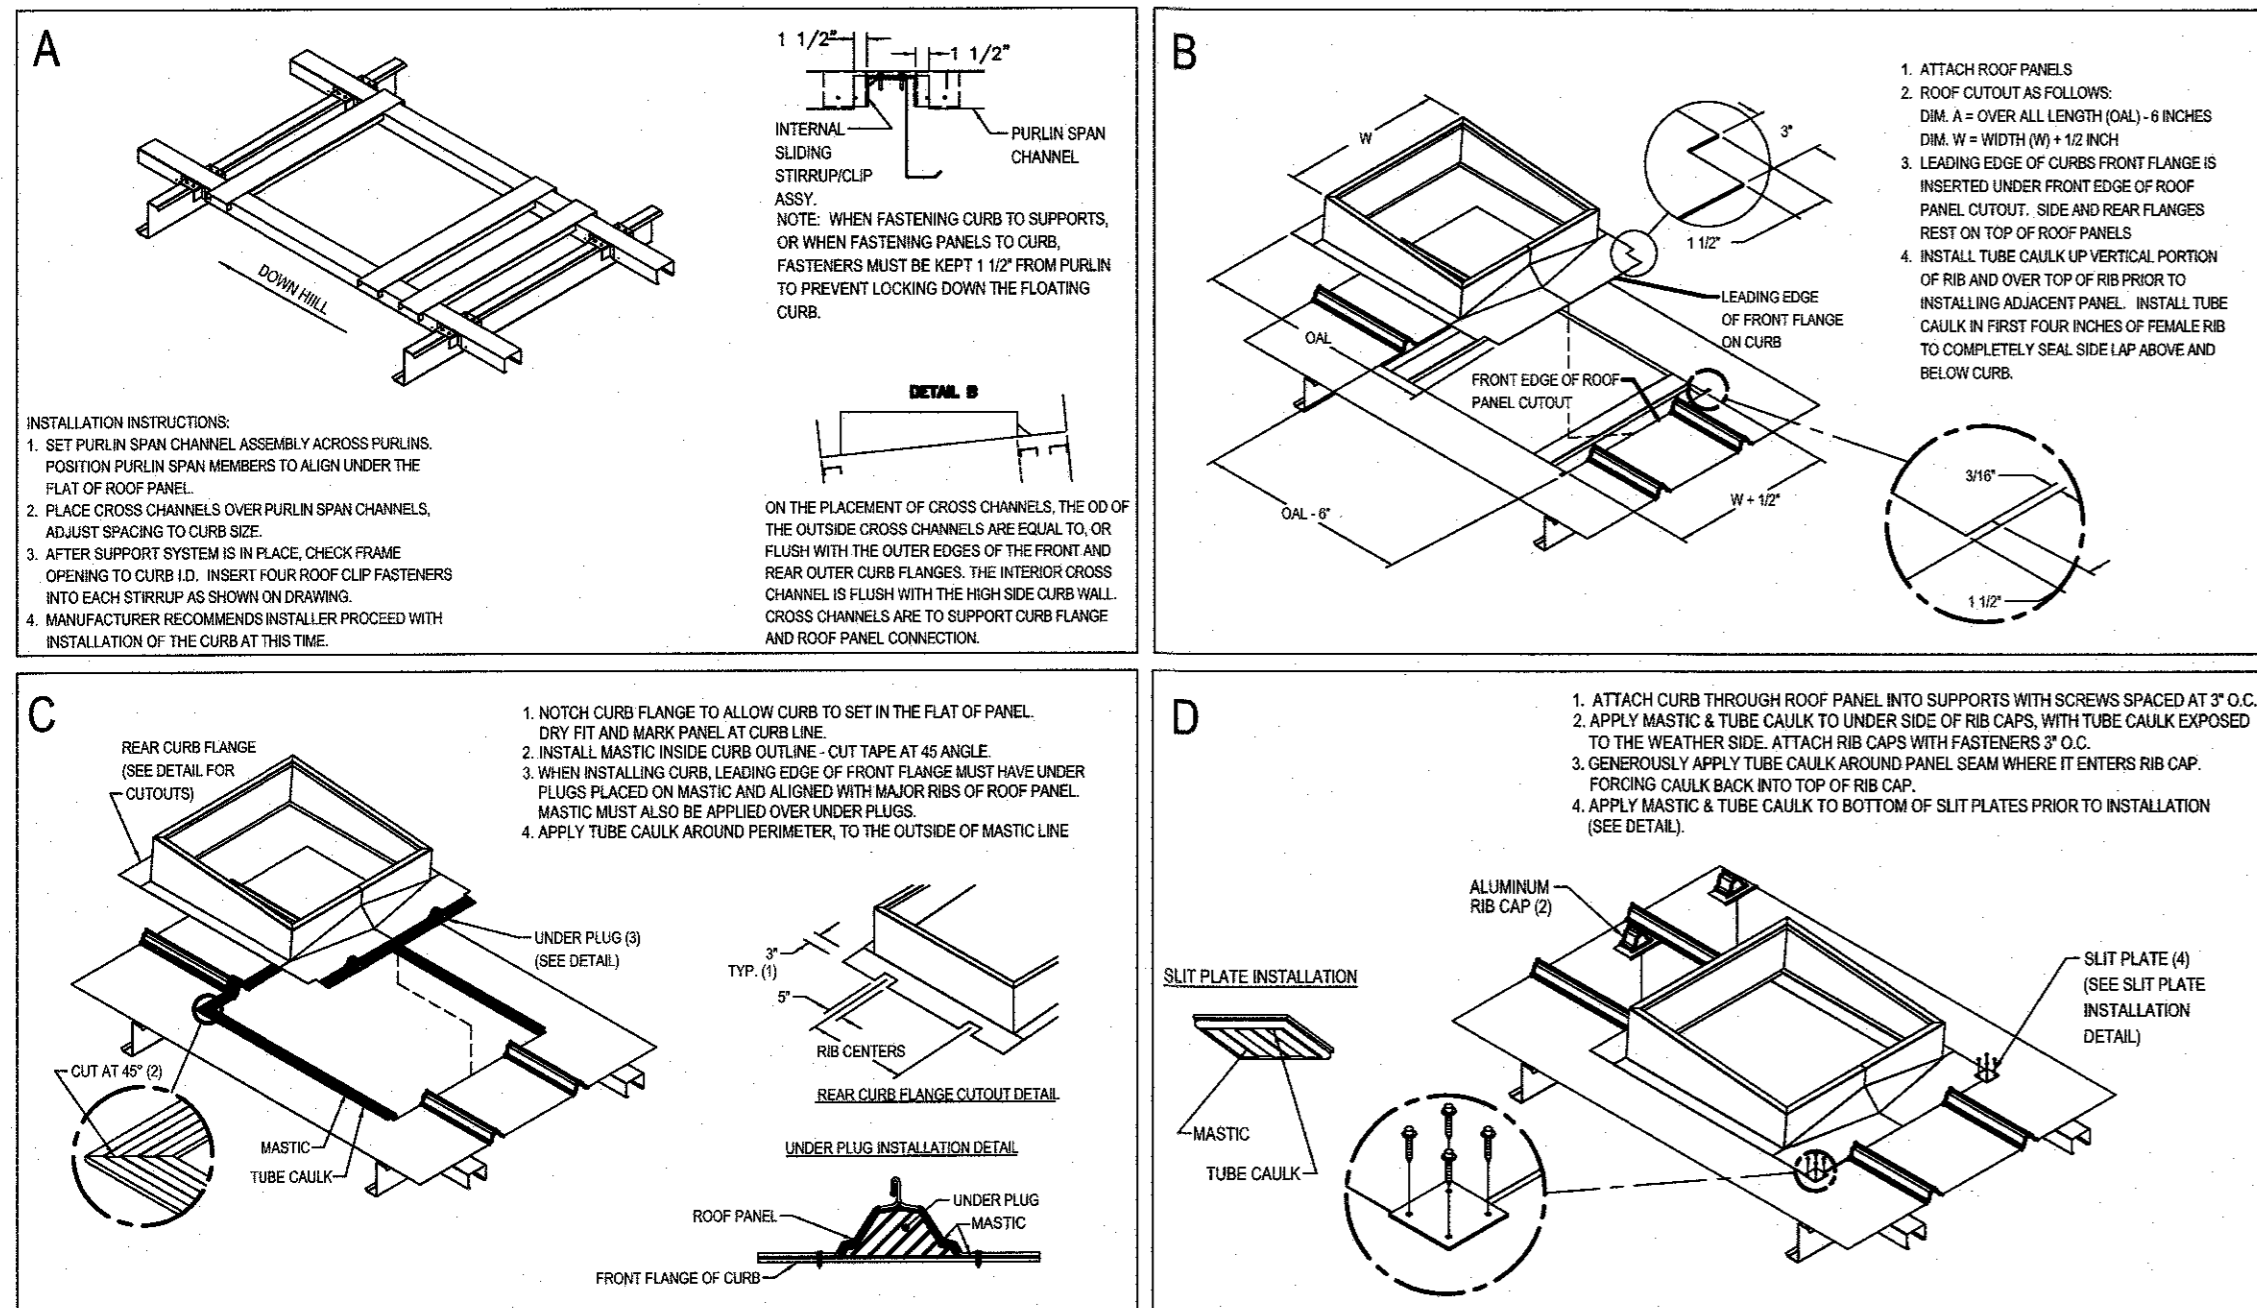 A
1 1/2"
1 1/2"
INTERNAL
SLIDING
STIRRUP/CLIP
ASSY.
PURLIN SPAN
CHANNEL
NOTE: WHEN FASTENING CURB TO SUPPORTS,
OR WHEN FASTENING PANELS TO CURB,
FASTENERS MUST BE KEPT 1 1/2" FROM PURLIN
TO PREVENT LOCKING DOWN THE FLOATING
CURB.
DOWN HIILL
DETAIL B
INSTALLATION INSTRUCTIONS:
1. SET PURLIN SPAN CHANNEL ASSEMBLY ACROSS PURLINS.
POSITION PURLIN SPAN MEMBERS TO ALIGN UNDER THE
FLAT OF ROOF PANEL.
2. PLACE CROSS CHANNELS OVER PURLIN SPAN CHANNELS,
ADJUST SPACING TO CURB SIZE.
3. AFTER SUPPORT SYSTEM IS IN PLACE, CHECK FRAME
OPENING TO CURB I.D. INSERT FOUR ROOF CLIP FASTENERS
INTO EACH STIRRUP AS SHOWN ON DRAWING.
4. MANUFACTURER RECOMMENDS INSTALLER PROCEED WITH
INSTALLATION OF THE CURB AT THIS TIME.
ON THE PLACEMENT OF CROSS CHANNELS, THE OD OF
THE OUTSIDE CROSS CHANNELS ARE EQUAL TO, OR
FLUSH WITH THE OUTER EDGES OF THE FRONT AND
REAR OUTER CURB FLANGES. THE INTERIOR CROSS
CHANNEL IS FLUSH WITH THE HIGH SIDE CURB WALL.
CROSS CHANNELS ARE TO SUPPORT CURB FLANGE
AND ROOF PANEL CONNECTION.
B
1. ATTACH ROOF PANELS
2. ROOF CUTOUT AS FOLLOWS:
DIM. A = OVER ALL LENGTH (OAL) - 6 INCHES
DIM. W = WIDTH (W) + 1/2 INCH
3. LEADING EDGE OF CURBS FRONT FLANGE IS
INSERTED UNDER FRONT EDGE OF ROOF
PANEL CUTOUT. SIDE AND REAR FLANGES
REST ON TOP OF ROOF PANELS
4. INSTALL TUBE CAULK UP VERTICAL PORTION
OF RIB AND OVER TOP OF RIB PRIOR TO
INSTALLING ADJACENT PANEL. INSTALL TUBE
CAULK IN FIRST FOUR INCHES OF FEMALE RIB
TO COMPLETELY SEAL SIDE LAP ABOVE AND
BELOW CURB.
W
3"
1 1/2"
LEADING EDGE
OF FRONT FLANGE
ON CURB
OAL
FRONT EDGE OF ROOF
PANEL CUTOUT
OAL - 6"
W + 1/2"
3/16"
1 1/2"
C
1. NOTCH CURB FLANGE TO ALLOW CURB TO SET IN THE FLAT OF PANEL.
DRY FIT AND MARK PANEL AT CURB LINE.
2. INSTALL MASTIC INSIDE CURB OUTLINE - CUT TAPE AT 45 ANGLE.
3. WHEN INSTALLING CURB, LEADING EDGE OF FRONT FLANGE MUST HAVE UNDER
PLUGS PLACED ON MASTIC AND ALIGNED WITH MAJOR RIBS OF ROOF PANEL.
MASTIC MUST ALSO BE APPLIED OVER UNDER PLUGS.
4. APPLY TUBE CAULK AROUND PERIMETER, TO THE OUTSIDE OF MASTIC LINE
REAR CURB FLANGE
(SEE DETAIL FOR
CUTOUTS)
UNDER PLUG (3)
(SEE DETAIL)
3"
TYP. (1)
5"
RIB CENTERS
REAR CURB FLANGE CUTOUT DETAIL
CUT AT 45° (2)
MASTIC
TUBE CAULK
UNDER PLUG INSTALLATION DETAIL
UNDER PLUG
ROOF PANEL
MASTIC
FRONT FLANGE OF CURB
D
1. ATTACH CURB THROUGH ROOF PANEL INTO SUPPORTS WITH SCREWS SPACED AT 3" O.C.
2. APPLY MASTIC & TUBE CAULK TO UNDER SIDE OF RIB CAPS, WITH TUBE CAULK EXPOSED
TO THE WEATHER SIDE. ATTACH RIB CAPS WITH FASTENERS 3" O.C.
3. GENEROUSLY APPLY TUBE CAULK AROUND PANEL SEAM WHERE IT ENTERS RIB CAP.
FORCING CAULK BACK INTO TOP OF RIB CAP.
4. APPLY MASTIC & TUBE CAULK TO BOTTOM OF SLIT PLATES PRIOR TO INSTALLATION
(SEE DETAIL).
ALUMINUM
RIB CAP (2)
SLIT PLATE (4)
(SEE SLIT PLATE
INSTALLATION
DETAIL)
SLIT PLATE INSTALLATION
MASTIC
TUBE CAULK